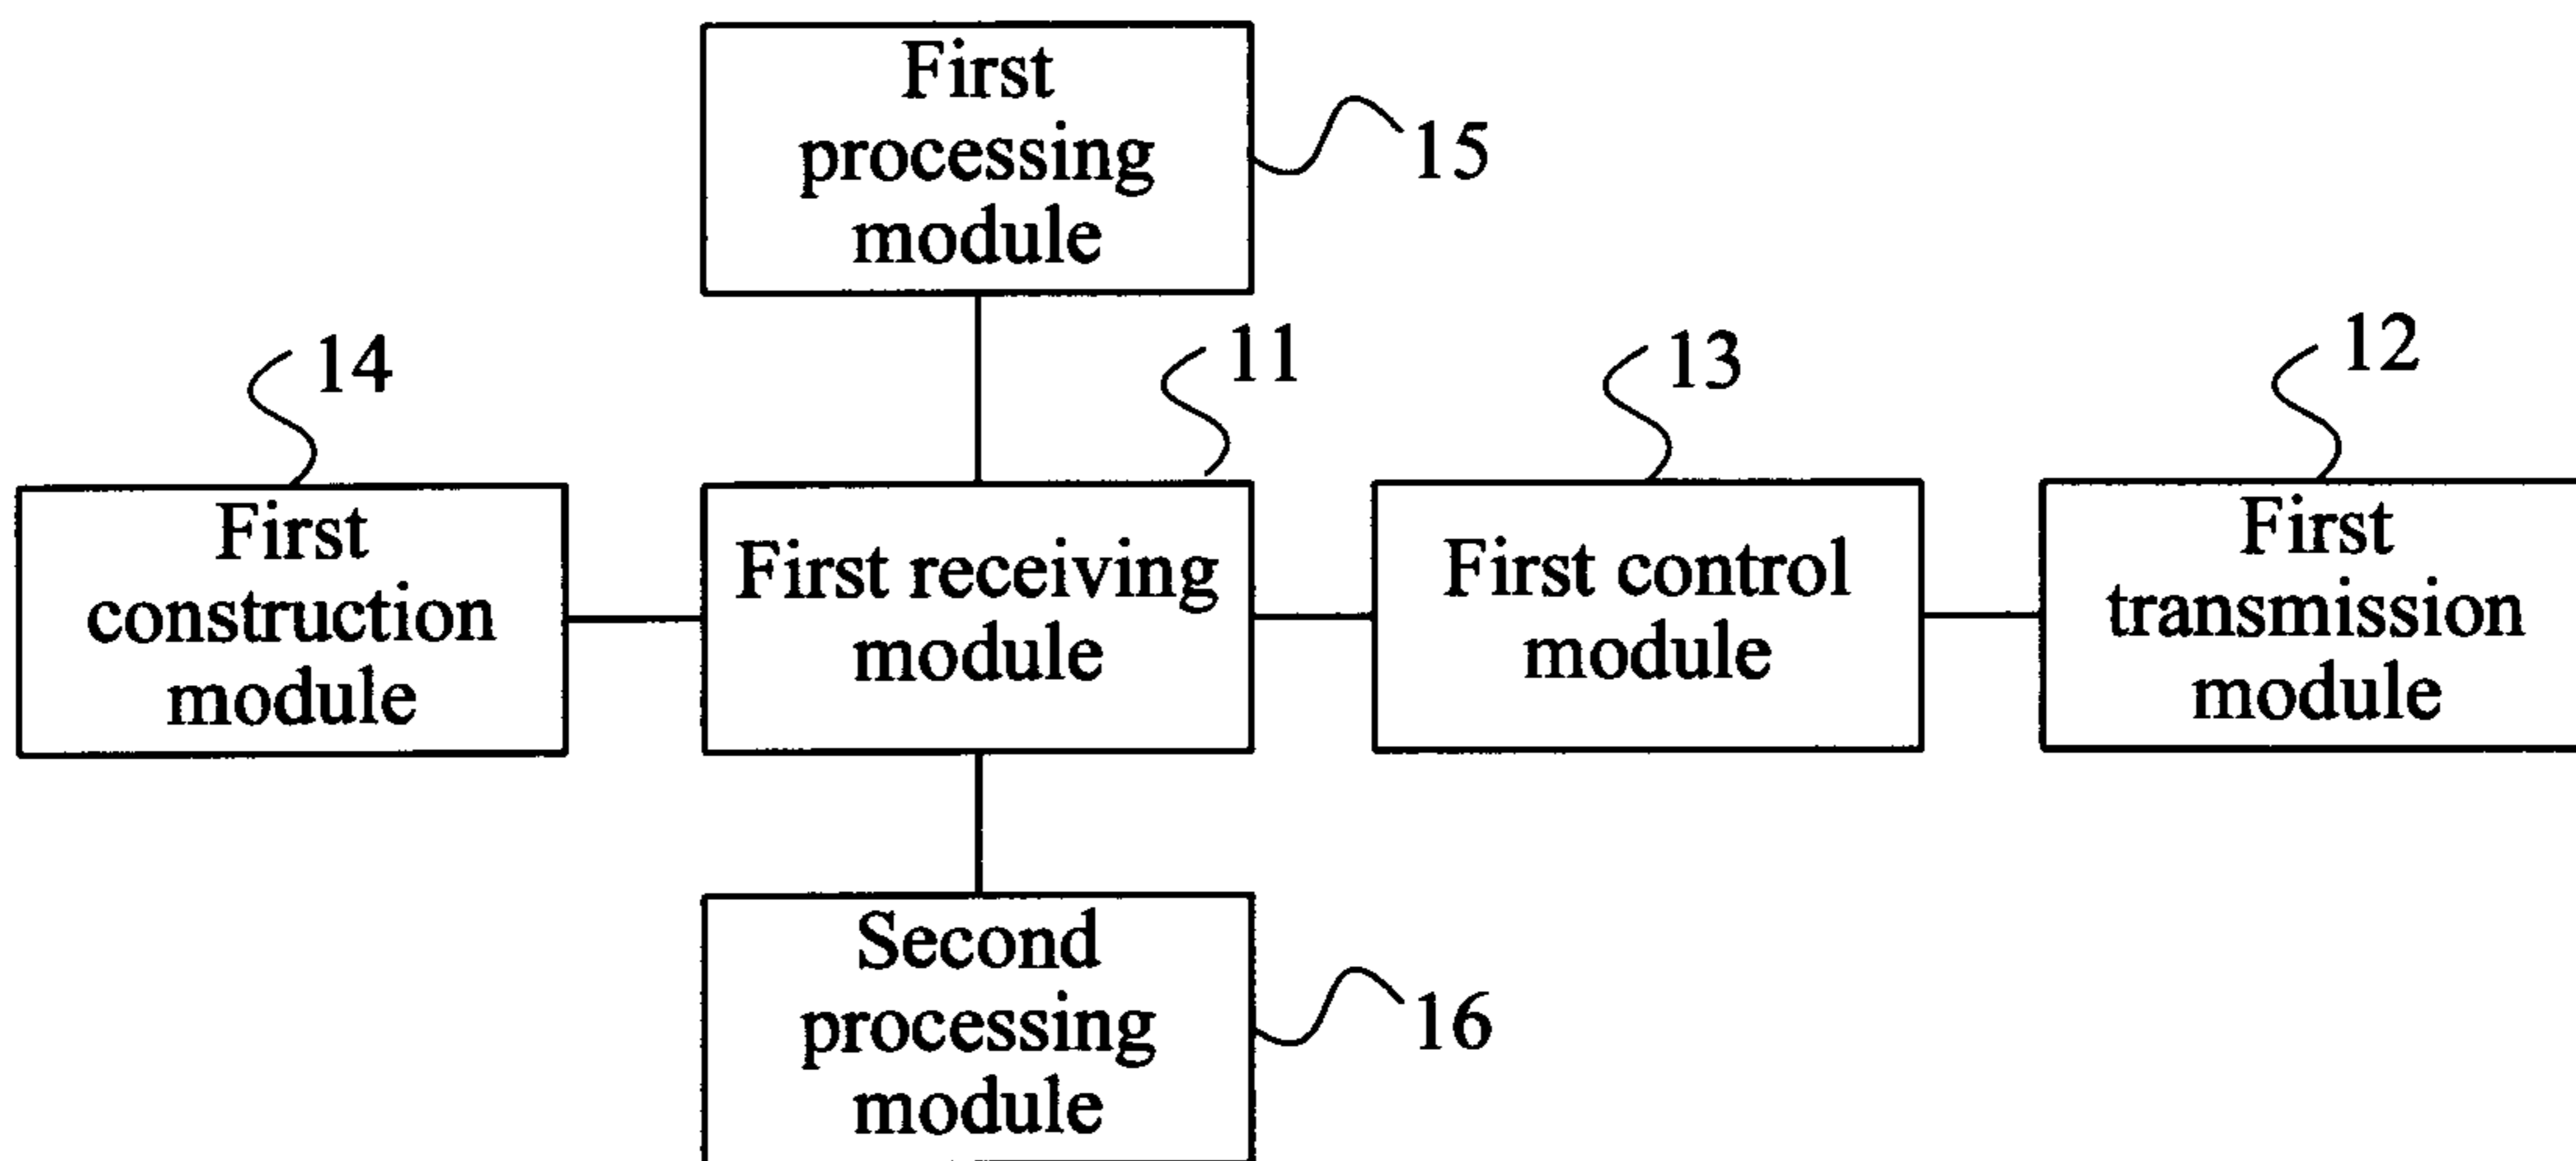 First
processing
module
15
14
11
13
12
First
construction
module
First receiving
module
First control
module
First
transmission
module
Second
processing
module
16